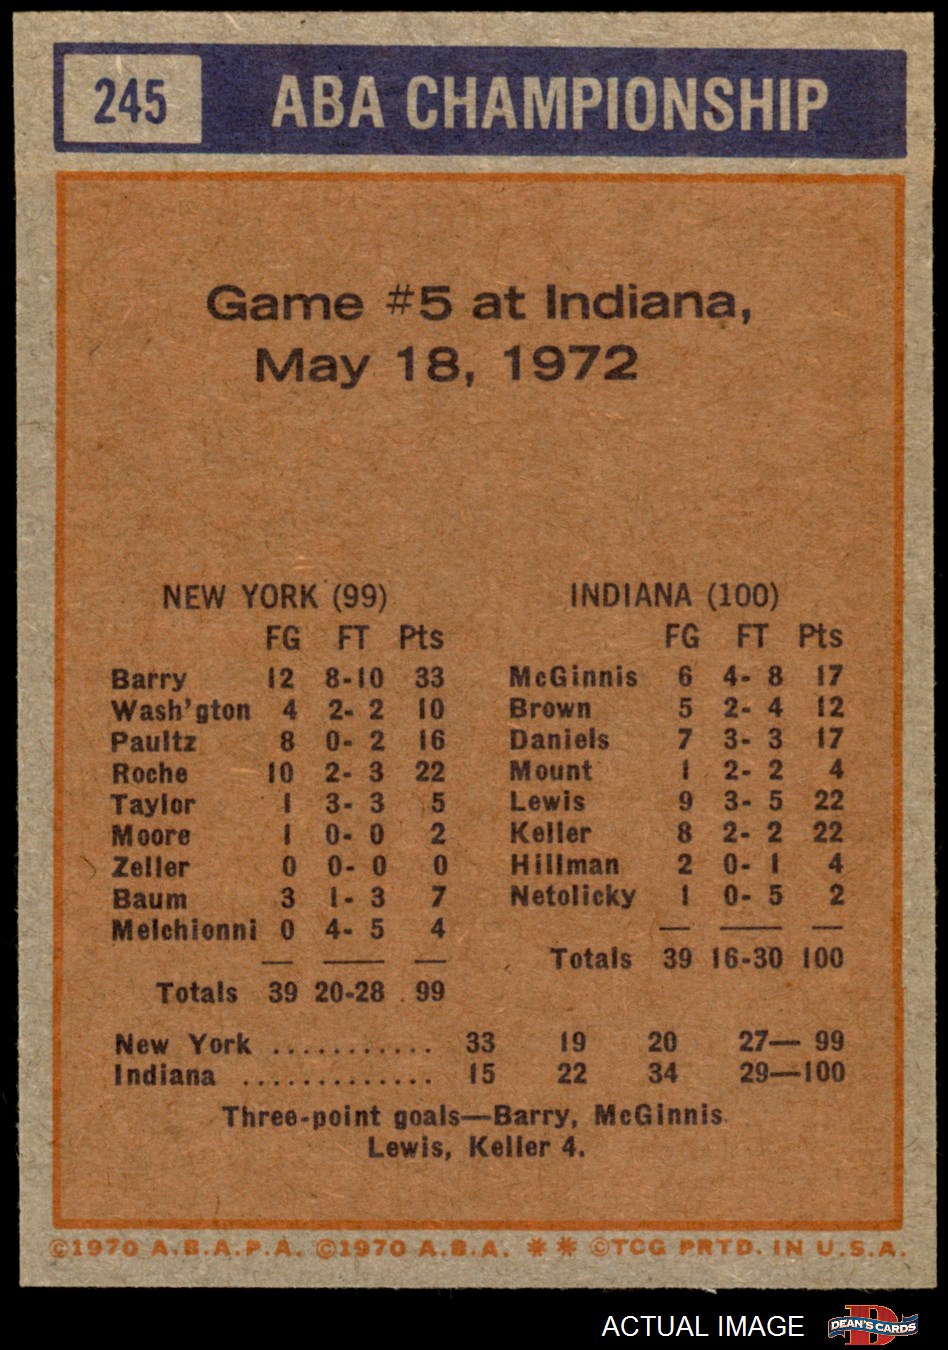 245 ABA CHAMPIONSHIP
Game #5 at Indiana,
May 18, 1972
NEW YORK (99)
FG FT Pts
Barry 12 8-10 33
Wash'gton 4 2- 2 10
Paultz 8 0- 2 16
Roche 10 2- 3 22
Taylor 1 3- 3 5
Moore 1 0- 0 2
Zeller 0 0- 0 0
Baum 3 1- 3 7
Melchionni 0 4- 5 4
Totals 39 20-28 99
INDIANA (100)
FG FT Pts
McGinnis 6 4- 8 17
Brown 5 2- 4 12
Daniels 7 3- 3 17
Mount 1 2- 2 4
Lewis 9 3- 5 22
Keller 8 2- 2 22
Hillman 2 0- 1 4
Netolicky 1 0- 5 2
Totals 39 16-30 100
New York ........... 33 19 20 27— 99
Indiana ............. 15 22 34 29—100
Three-point goals—Barry, McGinnis
Lewis, Keller 4.
©1970 A.B.A.P.A. ©1970 A.B.A. ** ©TCG PRTD. IN U.S.A.
ACTUAL IMAGE
D
DEAN'S CARDS